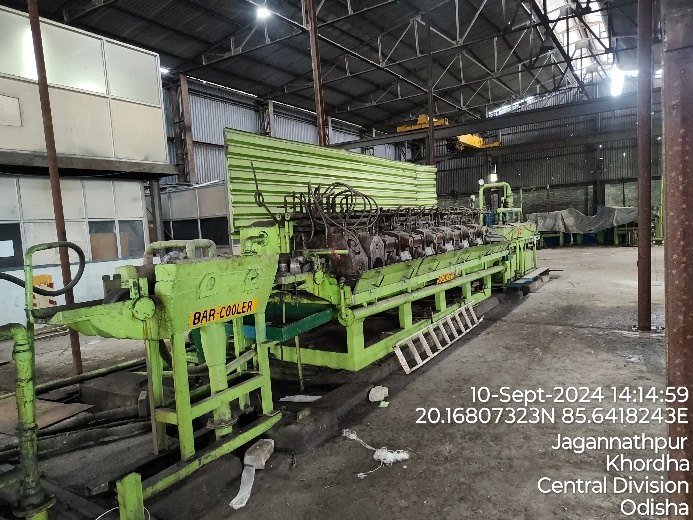 BAR-COOLER
10-Sept-2024 14:14:59
20.16807323N 85.6418243E
Jagannathpur
Khordha
Central Division
Odisha